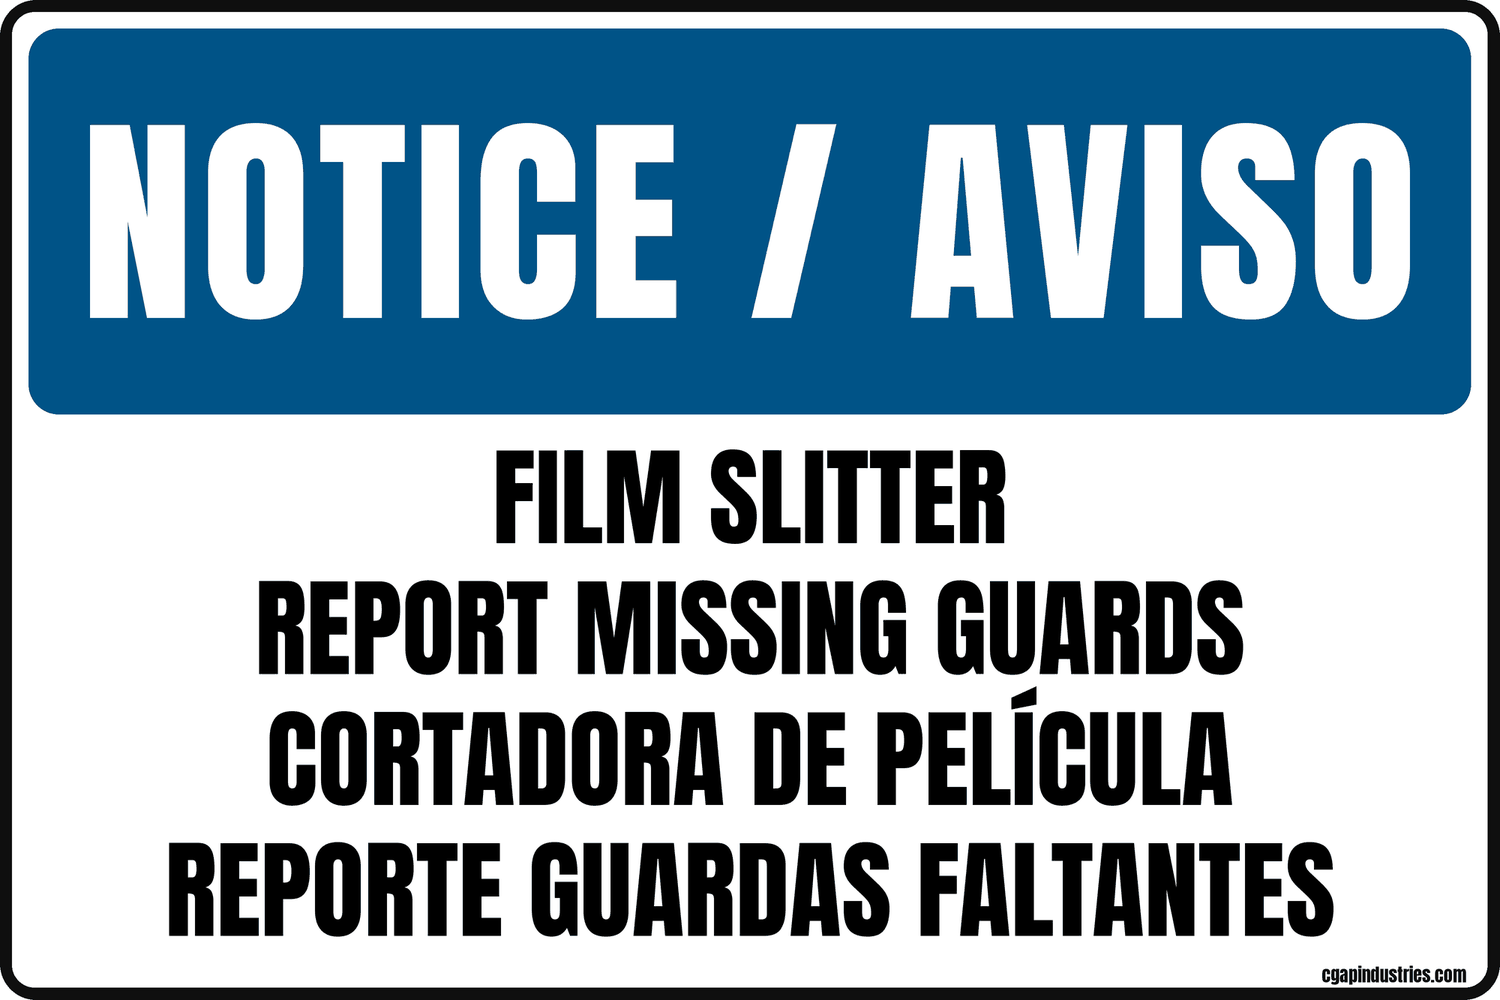 NOTICE / AVISO
FILM SLITTER
REPORT MISSING GUARDS
CORTADORA DE PELÍCULA
REPORTE GUARDAS FALTANTES
cgapindustries.com